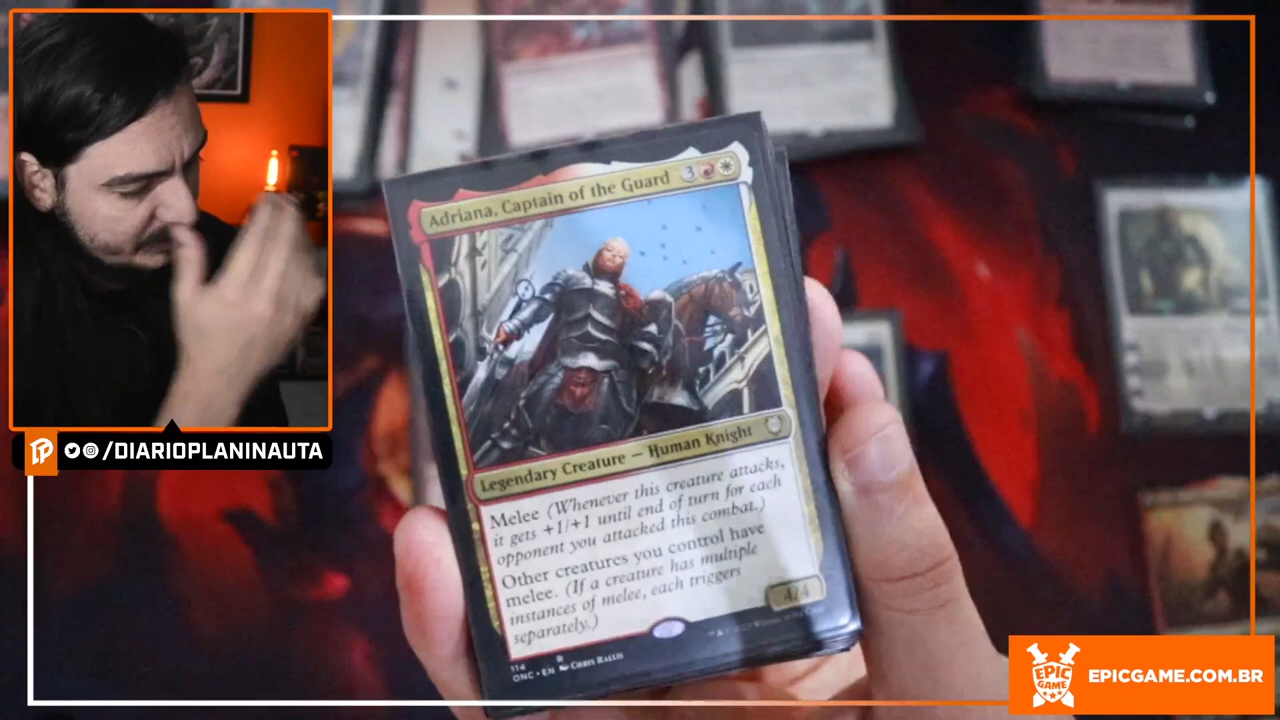 Adriana, Captain of the Guard 3
Legendary Creature — Human Knight
Melee (Whenever this creature attacks,
it gets +1/+1 until end of turn for each
opponent you attacked this combat.)
Other creatures you control have
melee. (If a creature has multiple
instances of melee, each triggers
separately.)
4/4
114 R
ONC • EN CHRIS RALLIS
/DIARIOPLANINAUTA
EPIC
GAME
EPICGAME.COM.BR